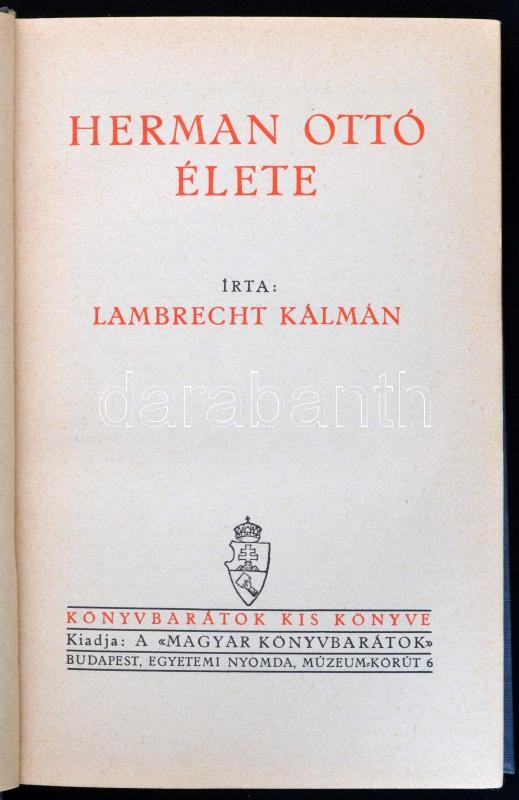 HERMAN OTTÓ
ÉLETE
ÍRTA:
LAMBRECHT KÁLMÁN
darabanth
KÖNYVBARÁTOK KIS KÖNYVE
Kiadja: A «MAGYAR KÖNYVBARÁTOK»
BUDAPEST, EGYETEMI NYOMDA, MÚZEUM-KÖRÚT 6